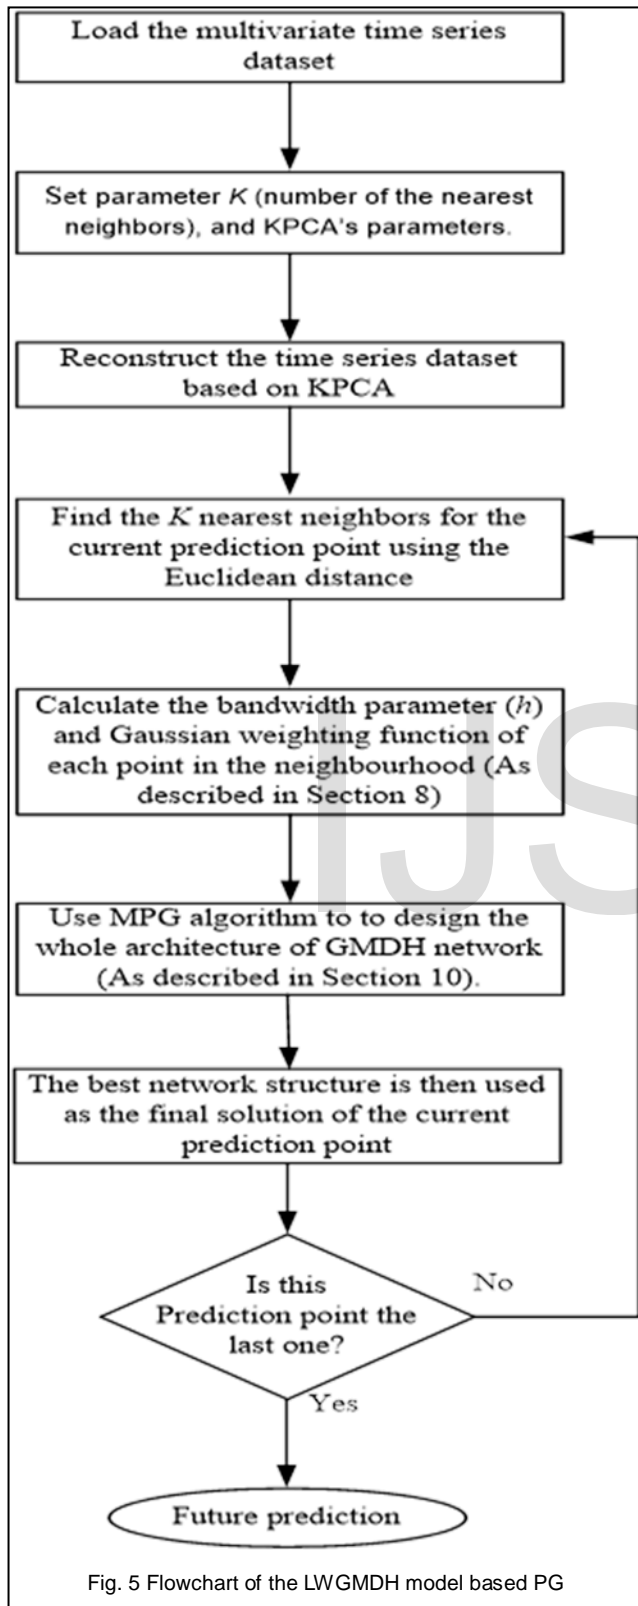 Load the multivariate time series
dataset
Set parameter K (number of the nearest
neighbors), and KPCA's parameters.
Reconstruct the time series dataset
based on KPCA
Find the K nearest neighbors for the
current prediction point using the
Euclidean distance
Calculate the bandwidth parameter (h)
and Gaussian weighting function of
each point in the neighbourhood (As
described in Section 8)
IJS
Use MPG algorithm to to design the
whole architecture of GMDH network
(As described in Section 10).
The best network structure is then used
as the final solution of the current
prediction point
Is this
Prediction point the
last one?
No
Yes
Future prediction
Fig. 5 Flowchart of the LWGMDH model based PG